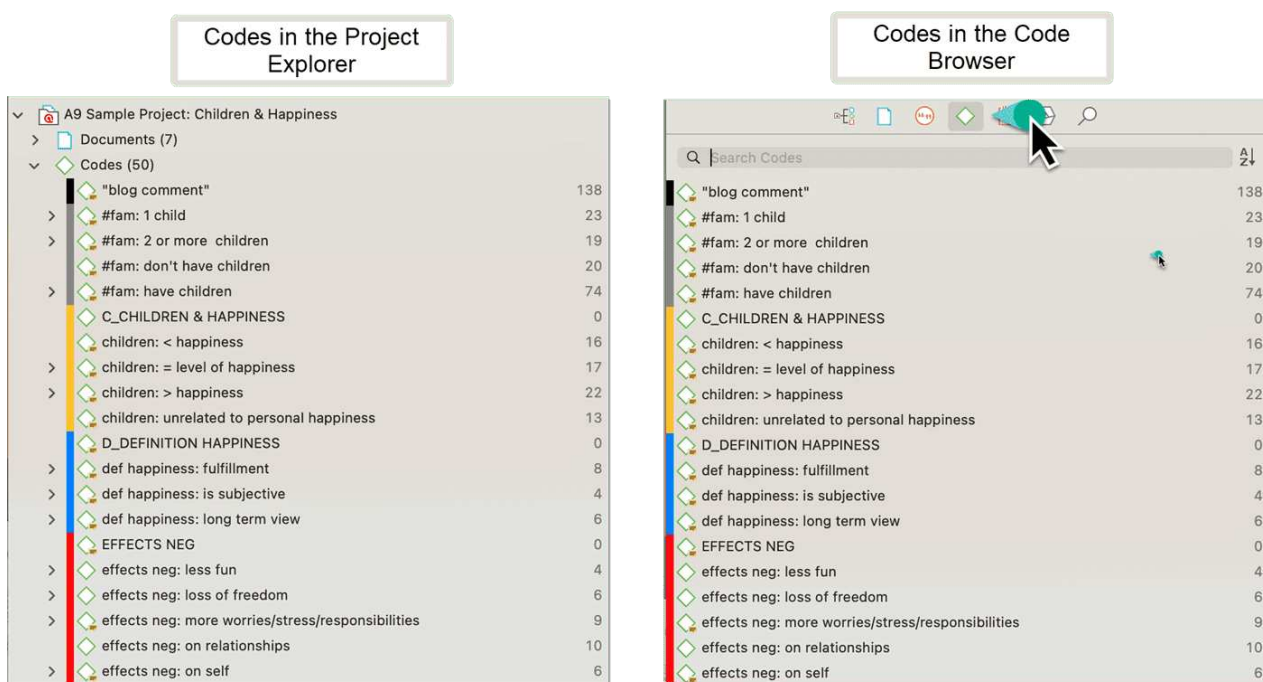 Codes in the Project
Explorer
A9 Sample Project: Children & Happiness
Documents (7)
Codes (50)
"blog comment" 138
#fam: 1 child 23
#fam: 2 or more  children 19
#fam: don't have children 20
#fam: have children 74
C_CHILDREN & HAPPINESS 0
children: < happiness 16
children: = level of happiness 17
children: > happiness 22
children: unrelated to personal happiness 13
D_DEFINITION HAPPINESS 0
def happiness: fulfillment 8
def happiness: is subjective 4
def happiness: long term view 6
EFFECTS NEG 0
effects neg: less fun 4
effects neg: loss of freedom 6
effects neg: more worries/stress/responsibilities 9
effects neg: on relationships 10
effects neg: on self 6
Codes in the Code
Browser
Search Codes
"blog comment" 138
#fam: 1 child 23
#fam: 2 or more  children 19
#fam: don't have children 20
#fam: have children 74
C_CHILDREN & HAPPINESS 0
children: < happiness 16
children: = level of happiness 17
children: > happiness 22
children: unrelated to personal happiness 13
D_DEFINITION HAPPINESS 0
def happiness: fulfillment 8
def happiness: is subjective 4
def happiness: long term view 6
EFFECTS NEG 0
effects neg: less fun 4
effects neg: loss of freedom 6
effects neg: more worries/stress/responsibilities 9
effects neg: on relationships 10
effects neg: on self 6